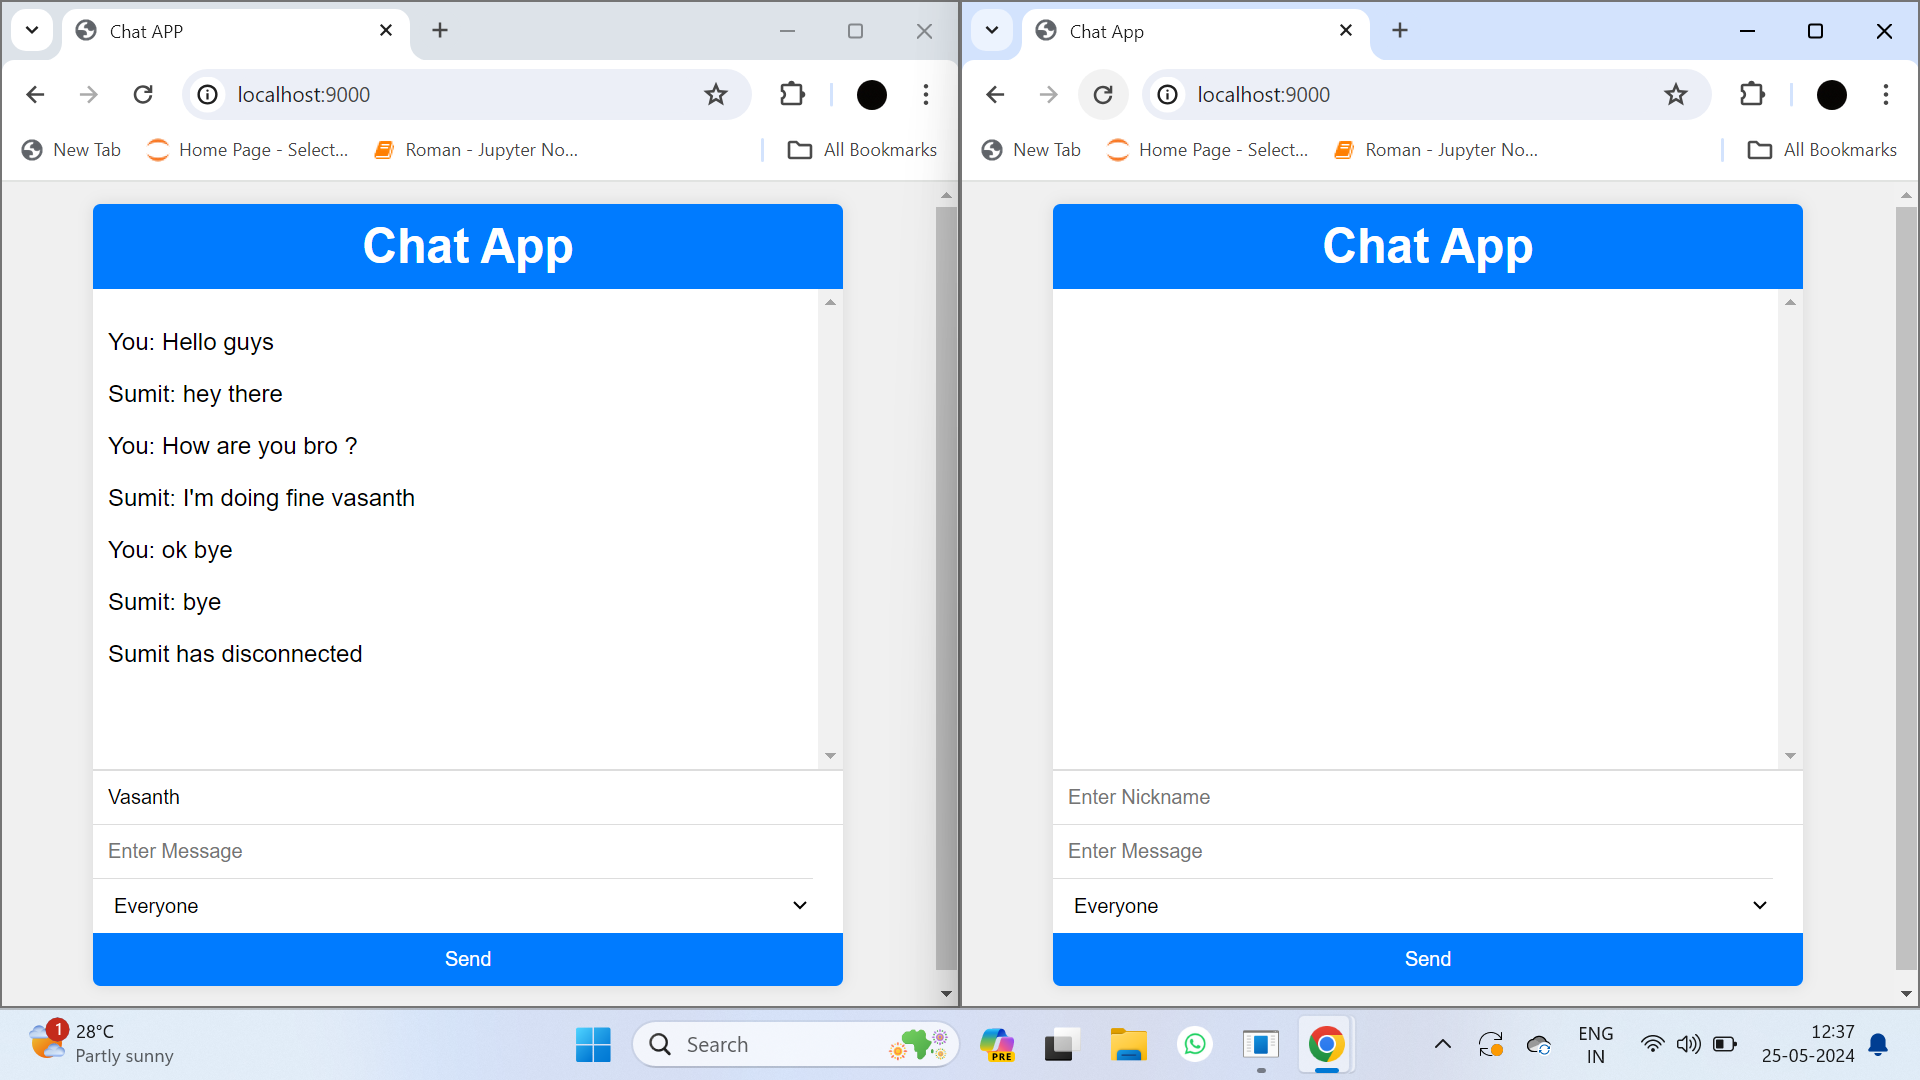 Chat APP
localhost:9000
New Tab
Home Page - Select...
Roman - Jupyter No...
All Bookmarks
Chat App
You: Hello guys
Sumit: hey there
You: How are you bro ?
Sumit: I'm doing fine vasanth
You: ok bye
Sumit: bye
Sumit has disconnected
Vasanth
Enter Message
Everyone
Send
Chat App
localhost:9000
New Tab
Home Page - Select...
Roman - Jupyter No...
All Bookmarks
Chat App
Enter Nickname
Enter Message
Everyone
Send
1
28°C
Partly sunny
Search
PRE
ENG
IN
12:37
25-05-2024